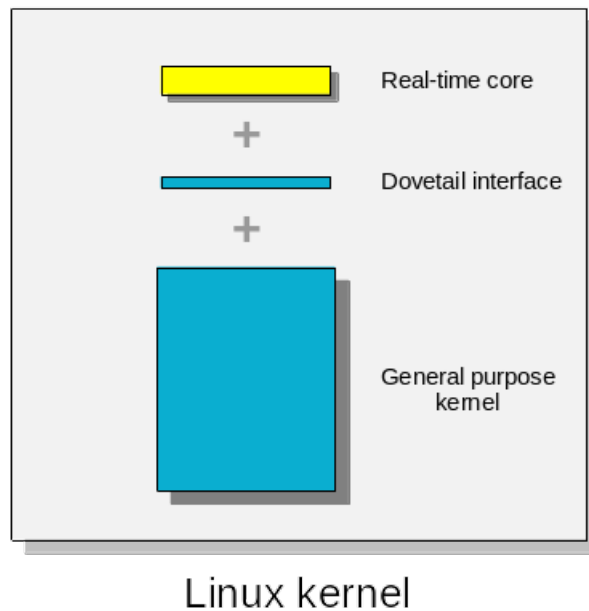 Real-time core
+
Dovetail interface
+
General purpose
kernel
Linux kernel